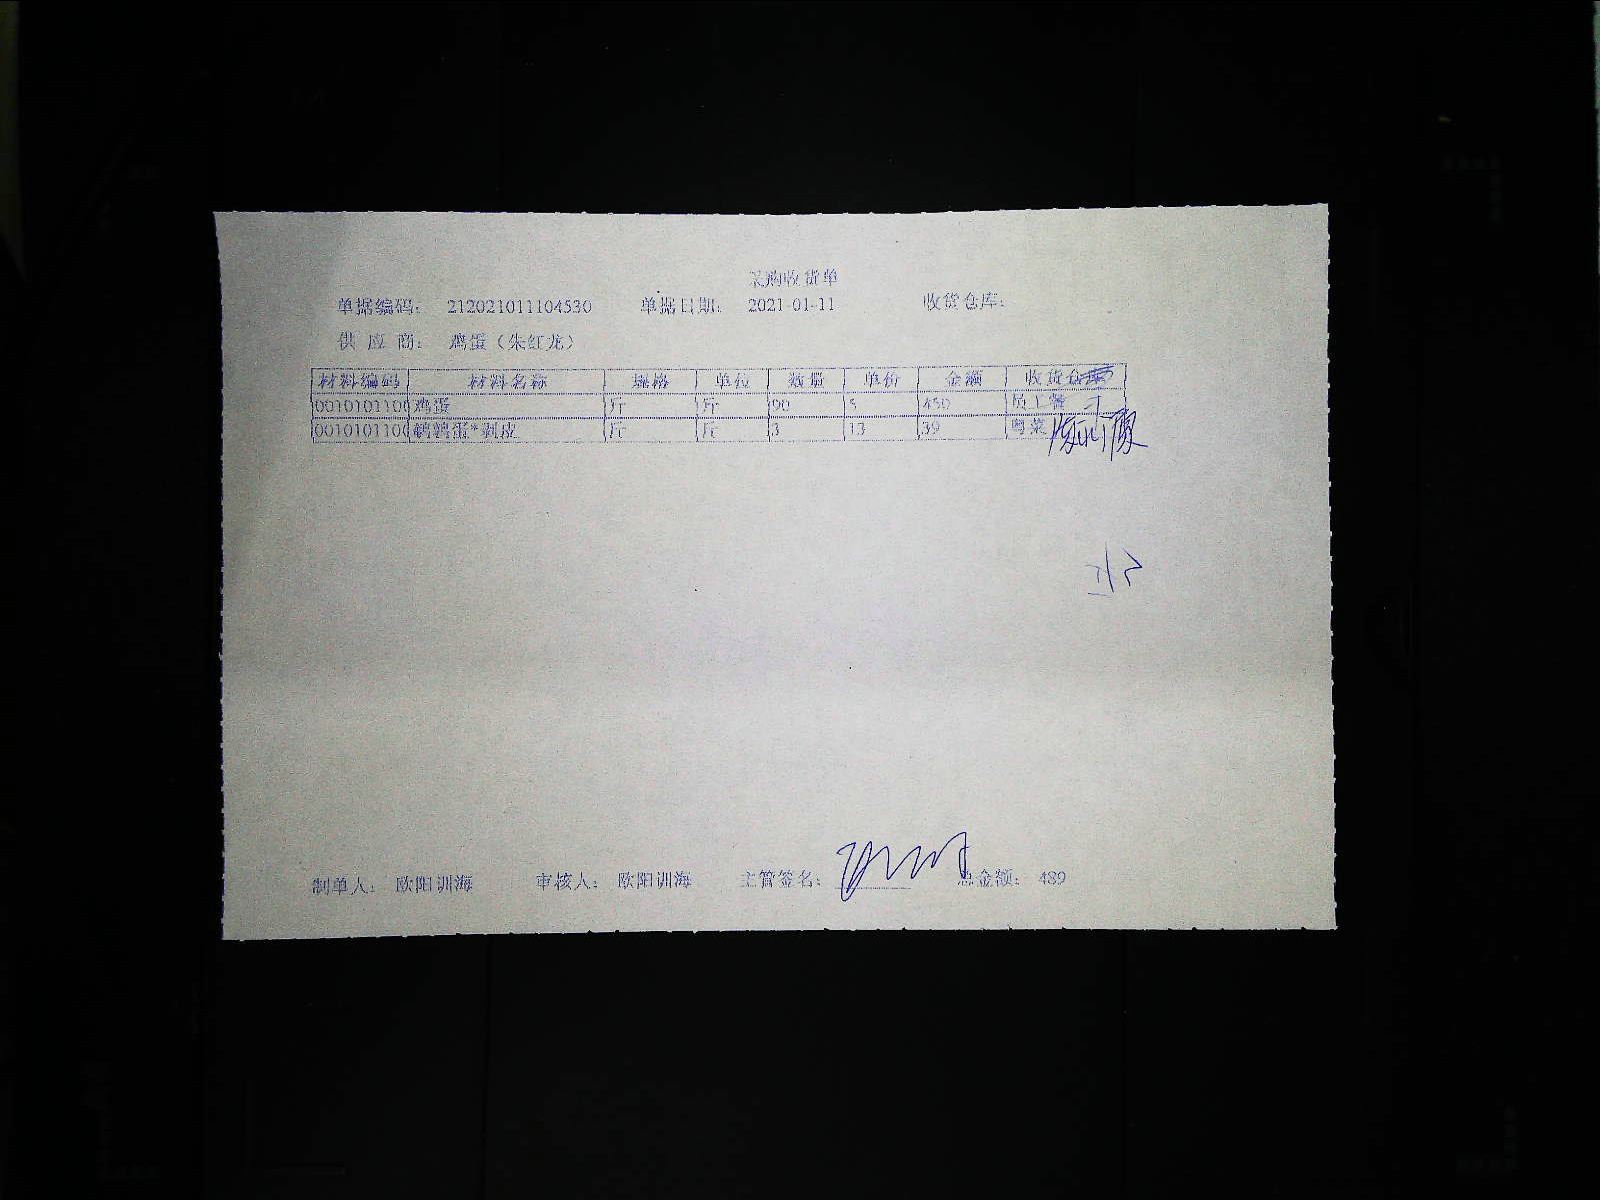 采购收货单
单据编码： 212021011104530 单据日期： 2021-01-11 收货仓库：
供 应 商： 鸡蛋（朱红龙）
材料编码 材料名称 规格 单位 数量 单价 金额 收货仓库
0010101100 鸡蛋 斤 斤 90 5 450 员工餐
0010101100 鹌鹑蛋*剥皮 斤 斤 3 13 39 粤菜
制单人： 欧阳训海 审核人： 欧阳训海 主管签名： 总金额： 489